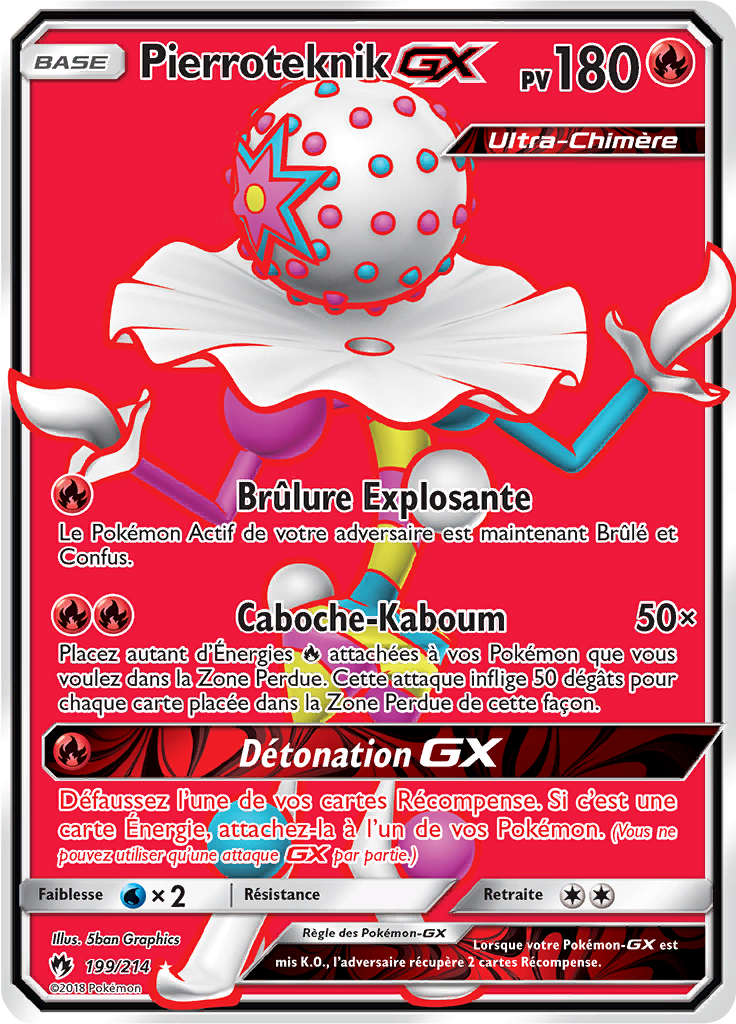 BASE
Pierroteknik GX
PV 180
Ultra-Chimère
Brûlure Explosante
Le Pokémon Actif de votre adversaire est maintenant Brûlé et
Confus.
Caboche-Kaboum 50×
Placez autant d'Énergies attachées à vos Pokémon que vous
voulez dans la Zone Perdue. Cette attaque inflige 50 dégâts pour
chaque carte placée dans la Zone Perdue de cette façon.
Détonation GX
Défaussez l'une de vos cartes Récompense. Si c'est une
carte Énergie, attachez-la à l'un de vos Pokémon. (Vous ne
pouvez utiliser qu'une attaque GX par partie.)
Faiblesse × 2 Résistance Retraite
Illus. 5ban Graphics
Règle des Pokémon-GX
Lorsque votre Pokémon-GX est
mis K.O., l'adversaire récupère 2 cartes Récompense.
199/214
©2018 Pokémon